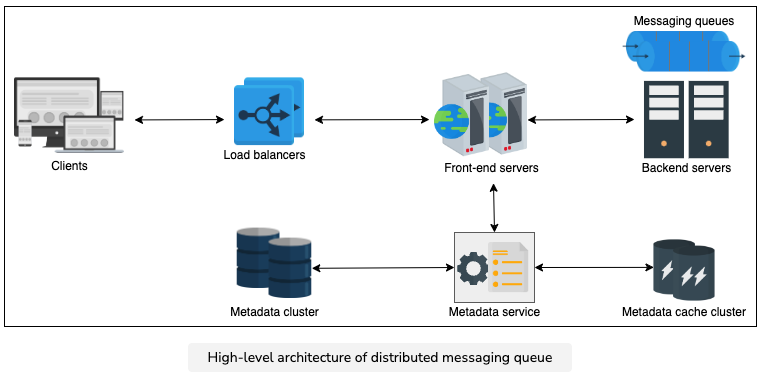 Messaging queues
Clients
Load balancers
Front-end servers
Backend servers
Metadata cluster
Metadata service
Metadata cache cluster
High-level architecture of distributed messaging queue